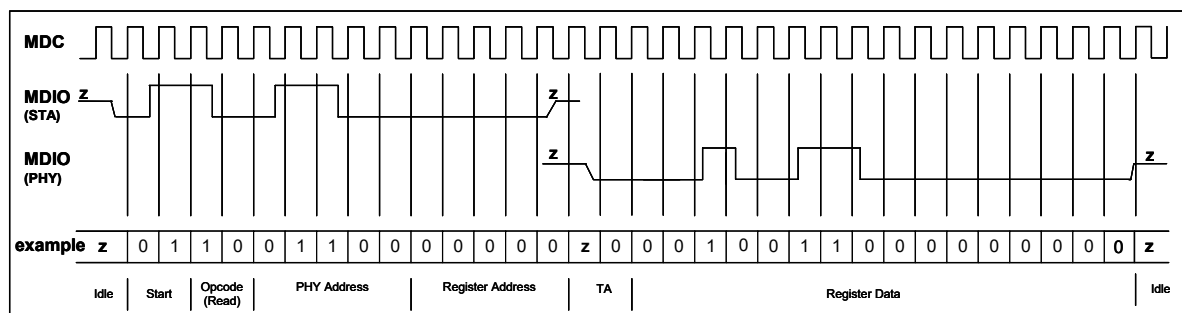 MDC
MDIO z z
(STA)
MDIO z z
(PHY)
example z 0 1 1 0 0 1 1 0 0 0 0 0 0 0 z 0 0 0 1 0 0 1 1 0 0 0 0 0 0 0 0 0 z
Idle Start Opcode PHY Address Register Address TA Register Data Idle
(Read)